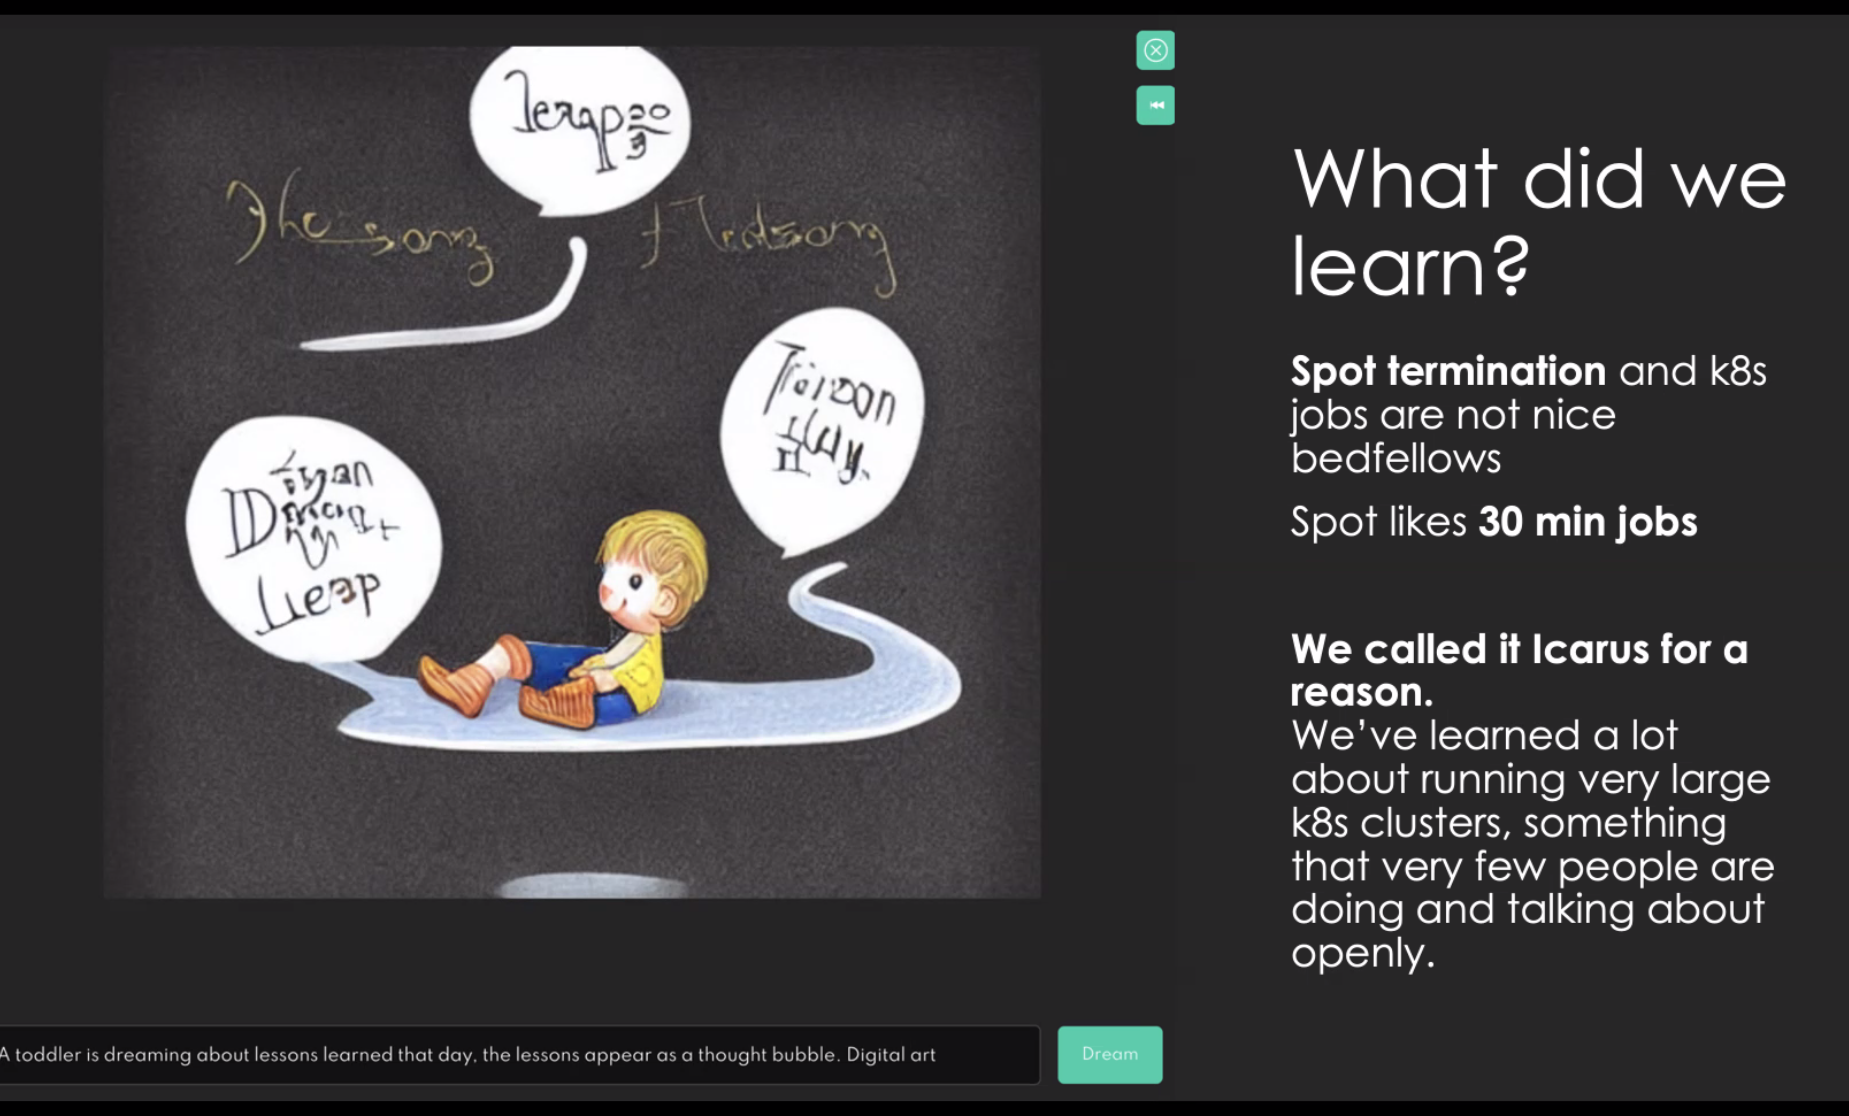 What did we
learn?
Spot termination and k8s
jobs are not nice
bedfellows
Spot likes 30 min jobs
We called it Icarus for a
reason.
We've learned a lot
about running very large
k8s clusters, something
that very few people are
doing and talking about
openly.
A toddler is dreaming about lessons learned that day, the lessons appear as a thought bubble. Digital art
Dream